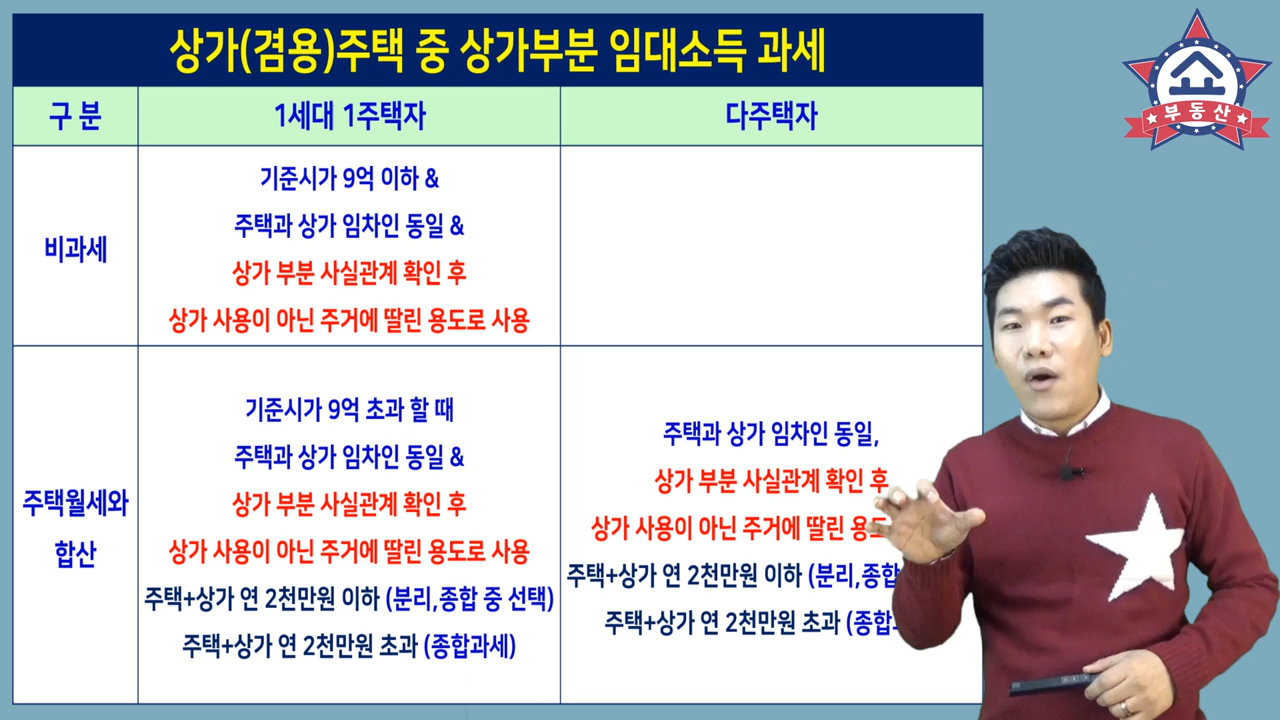 상가(겸용)주택 중 상가부분 임대소득 과세
쇼
부동산
구 분
1세대 1주택자
다주택자
비과세
기준시가 9억 이하 &
주택과 상가 임차인 동일 &
상가 부분 사실관계 확인 후
상가 사용이 아닌 주거에 딸린 용도로 사용
주택월세와
합산
기준시가 9억 초과 할 때
주택과 상가 임차인 동일 &
상가 부분 사실관계 확인 후
상가 사용이 아닌 주거에 딸린 용도로 사용
주택+상가 연 2천만원 이하 (분리,종합 중 선택)
주택+상가 연 2천만원 초과 (종합과세)
주택과 상가 임차인 동일,
상가 부분 사실관계 확인 후
상가 사용이 아닌 주거에 딸린
주택+상가 연 2천만원 이하 (분리,종합
주택+상가 연 2천만원 초과 (종합